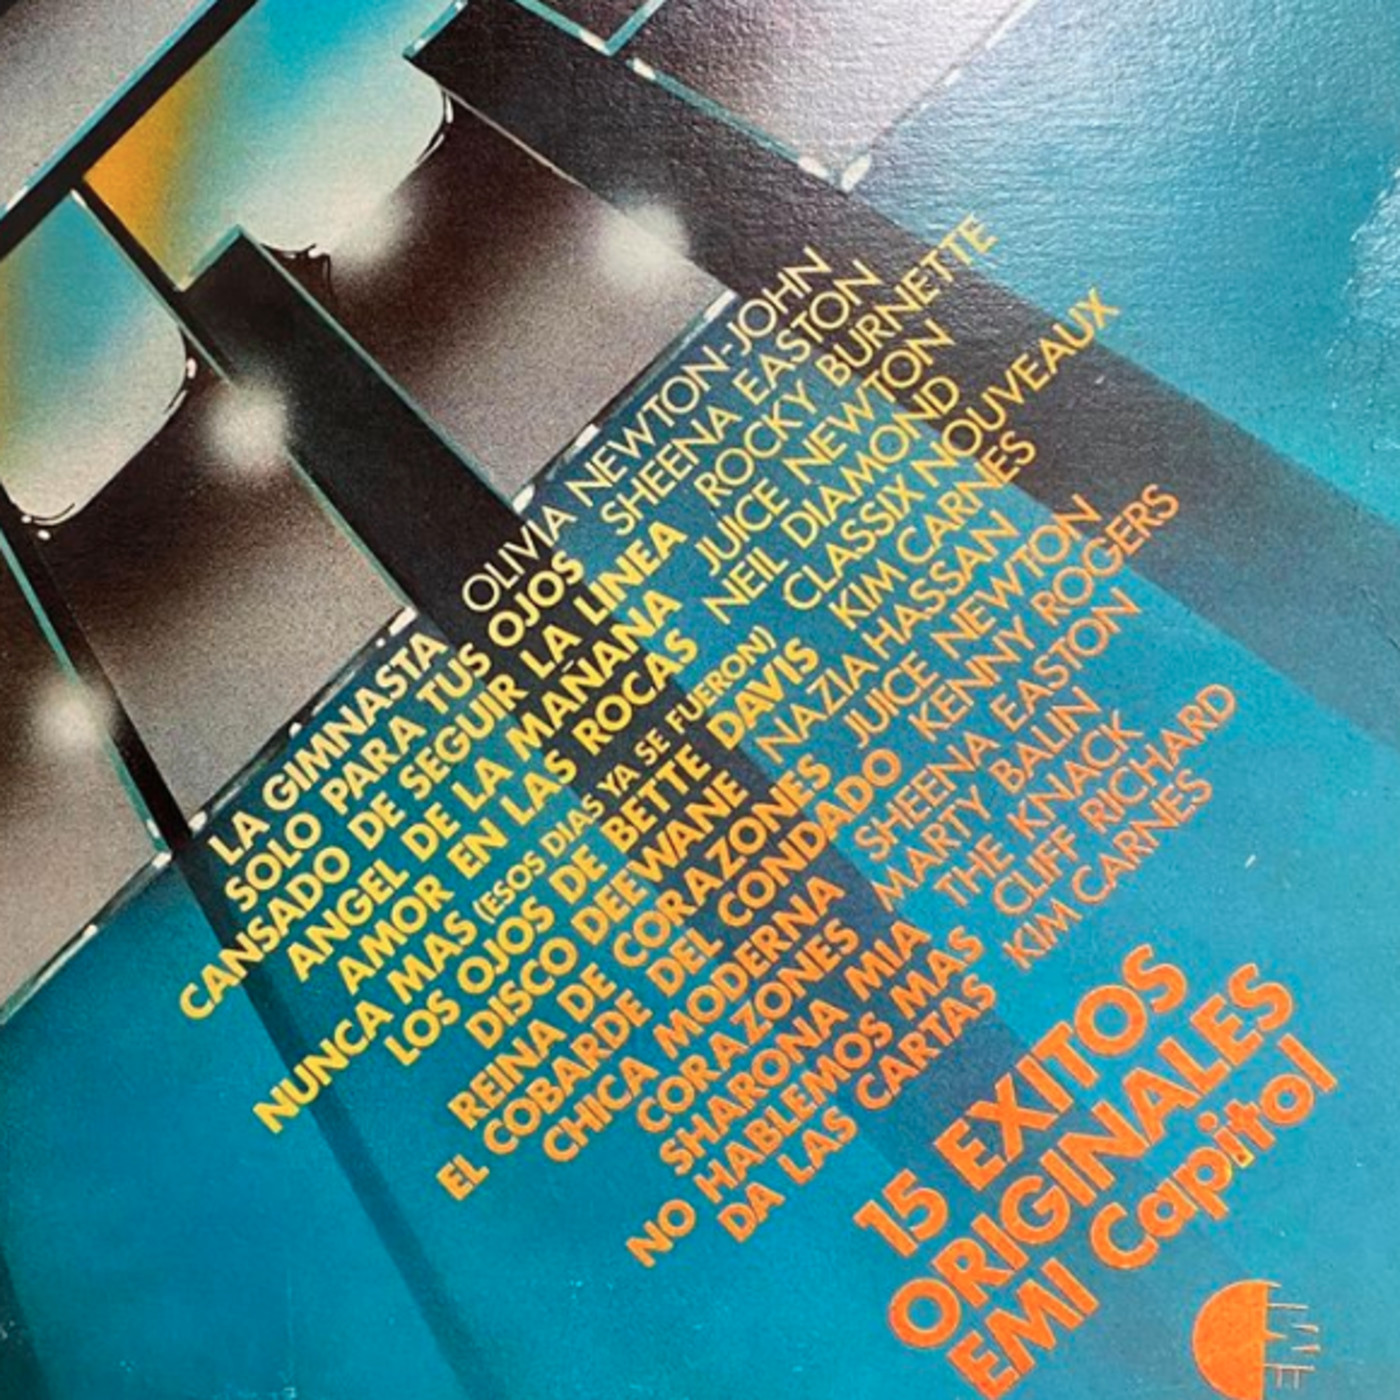 LA GIMNASTA OLIVIA NEWTON-JOHN
SOLO PARA TUS OJOS SHEENA EASTON
CANSADO DE SEGUIR LA LINEA ROCKY BURNETTE
ANGEL DE LA MAÑANA JUICE NEWTON
AMOR EN LAS ROCAS NEIL DIAMOND
NUNCA MAS (ESOS DIAS YA SE FUERON) CLASSIX NOUVEAUX
LOS OJOS DE BETTE DAVIS KIM CARNES
DISCO DEEWANE NAZIA HASSAN
REINA DE CORAZONES JUICE NEWTON
EL COBARDE DEL CONDADO KENNY ROGERS
CHICA MODERNA SHEENA EASTON
CORAZONES MARTY BALIN
SHARONA MIA THE KNACK
NO HABLEMOS MAS CLIFF RICHARD
DA LAS CARTAS KIM CARNES
15 EXITOS
ORIGINALES
EMI Capitol